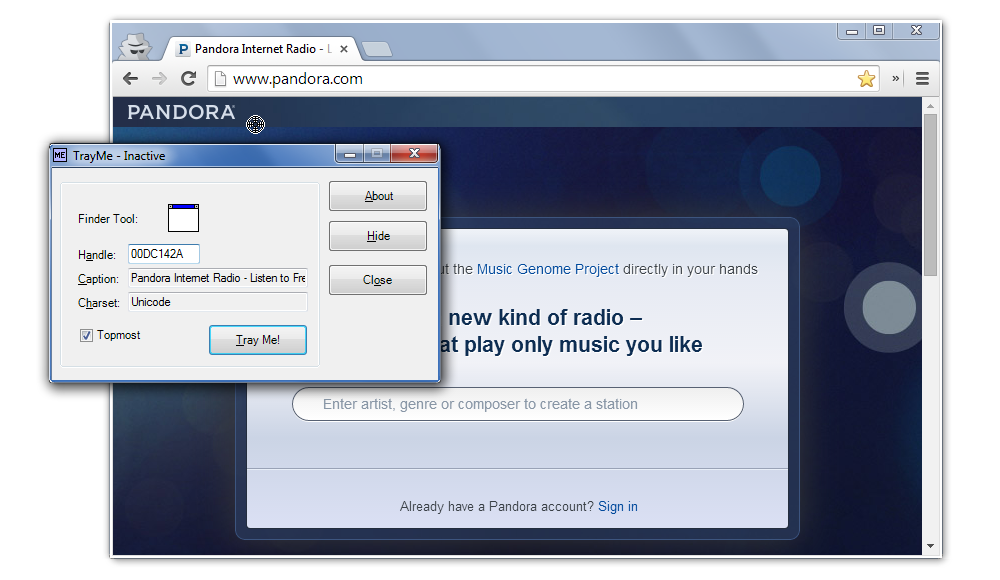 Pandora Internet Radio - L
www.pandora.com
»
PANDORA
TrayMe - Inactive
About
Finder Tool:
Hide
Handle: 00DC142A
Caption: Pandora Internet Radio - Listen to Fre
Close
Charset: Unicode
Topmost
Tray Me!
ut the Music Genome Project directly in your hands
new kind of radio –
at play only music you like
Enter artist, genre or composer to create a station
Already have a Pandora account? Sign in